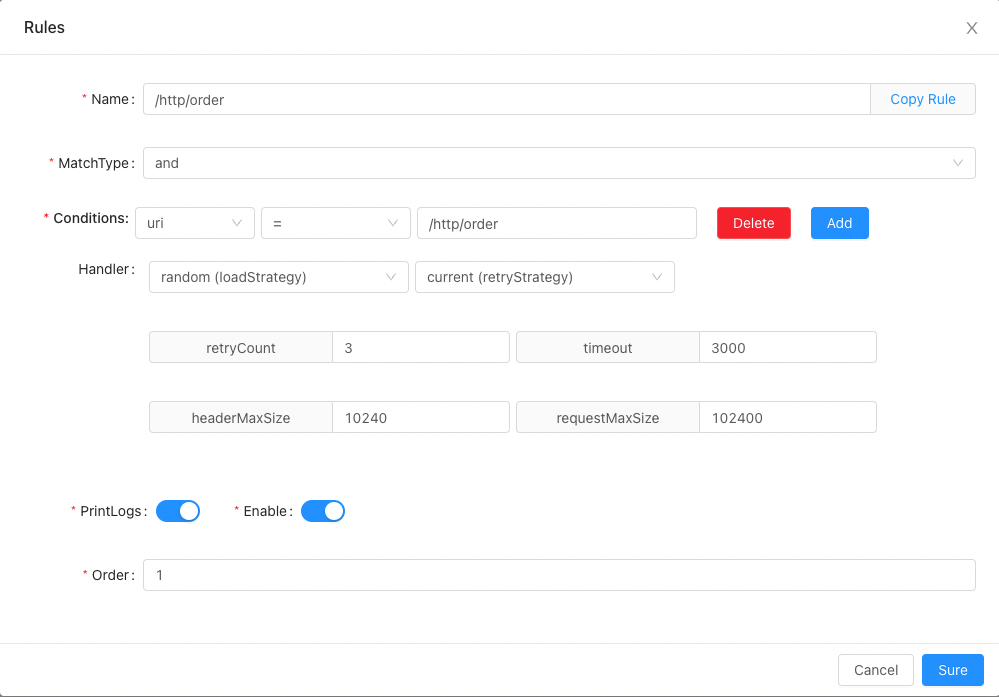 Rules
* Name: /http/order Copy Rule
* MatchType: and
* Conditions: uri = /http/order Delete Add
Handler: random (loadStrategy) current (retryStrategy)
retryCount 3 timeout 3000
headerMaxSize 10240 requestMaxSize 102400
* PrintLogs: * Enable:
* Order: 1
Cancel Sure